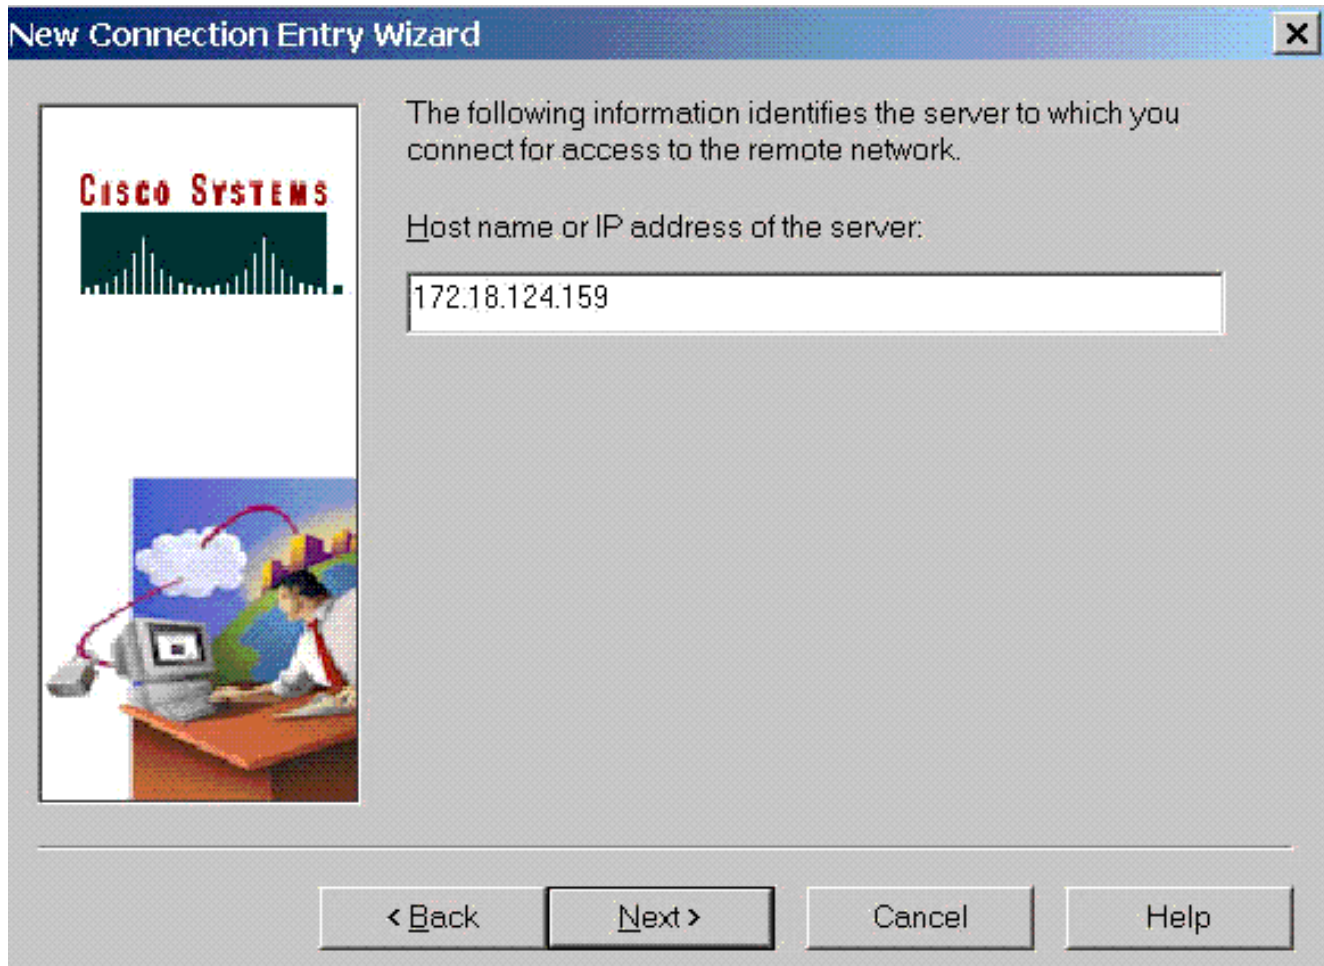 New Connection Entry Wizard
CISCO SYSTEMS
The following information identifies the server to which you
connect for access to the remote network.
Host name or IP address of the server:
172.18.124.159
< Back
Next >
Cancel
Help